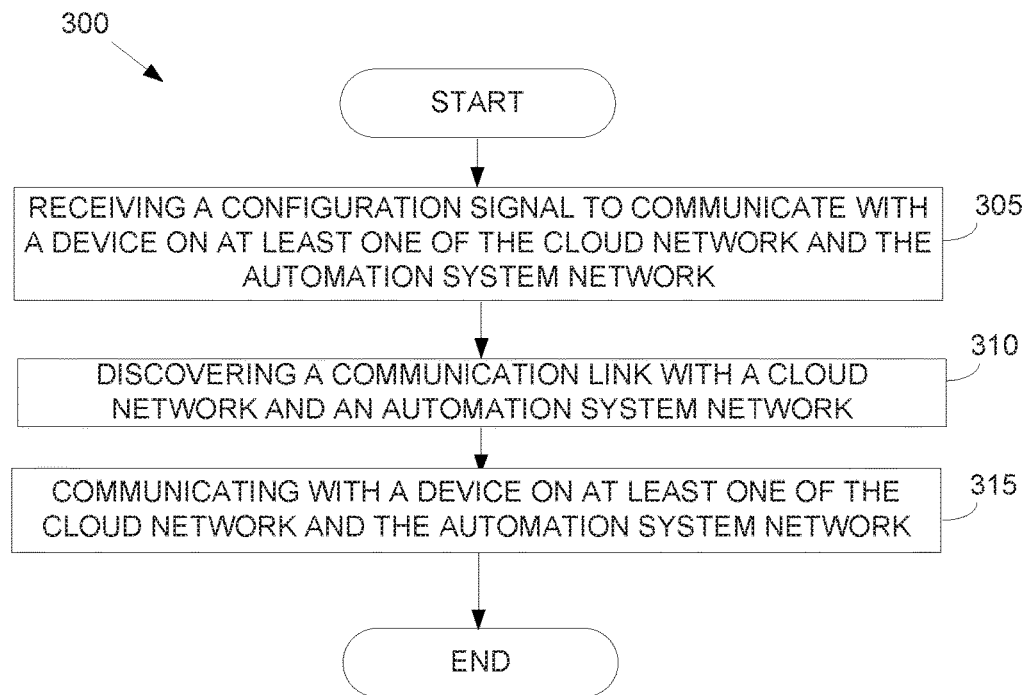 300
START
RECEIVING A CONFIGURATION SIGNAL TO COMMUNICATE WITH
A DEVICE ON AT LEAST ONE OF THE CLOUD NETWORK AND THE
AUTOMATION SYSTEM NETWORK
305
DISCOVERING A COMMUNICATION LINK WITH A CLOUD
NETWORK AND AN AUTOMATION SYSTEM NETWORK
310
COMMUNICATING WITH A DEVICE ON AT LEAST ONE OF THE
CLOUD NETWORK AND THE AUTOMATION SYSTEM NETWORK
315
END